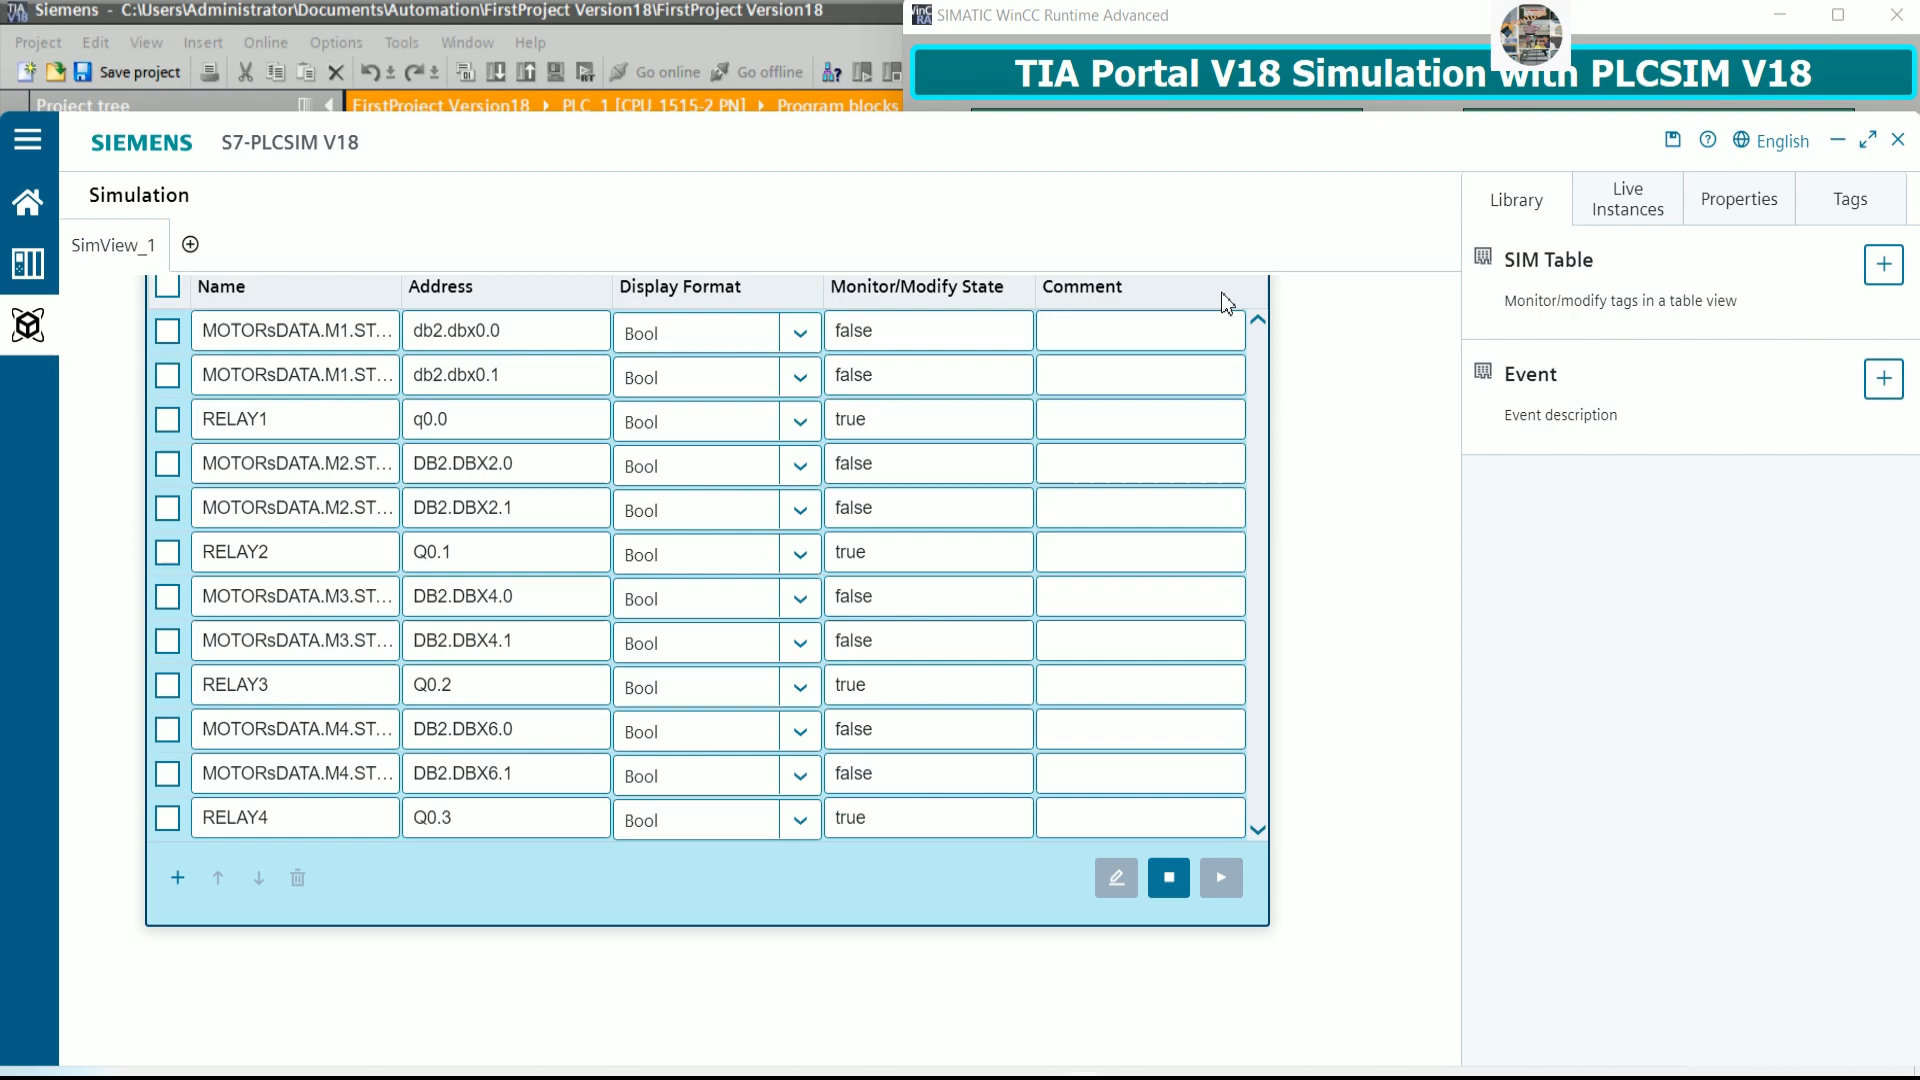 Siemens - C:\Users\Administrator\Documents\Automation\FirstProject Version18\FirstProject Version18
SIMATIC WinCC Runtime Advanced
Project Edit View Insert Online Options Tools Window Help
TIA Portal V18 Simulation with PLCSIM V18
Save project Go online Go offline
Project tree FirstProject Version18 PLC_1 [CPU 1515-2 PN] Program blocks
SIEMENS S7-PLCSIM V18 English
Simulation
SimView_1
Library Live Instances Properties Tags
SIM Table
Monitor/modify tags in a table view
Event
Event description
Name Address Display Format Monitor/Modify State Comment
MOTORsDATA.M1.ST... db2.dbx0.0 Bool false
MOTORsDATA.M1.ST... db2.dbx0.1 Bool false
RELAY1 q0.0 Bool true
MOTORsDATA.M2.ST... DB2.DBX2.0 Bool false
MOTORsDATA.M2.ST... DB2.DBX2.1 Bool false
RELAY2 Q0.1 Bool true
MOTORsDATA.M3.ST... DB2.DBX4.0 Bool false
MOTORsDATA.M3.ST... DB2.DBX4.1 Bool false
RELAY3 Q0.2 Bool true
MOTORsDATA.M4.ST... DB2.DBX6.0 Bool false
MOTORsDATA.M4.ST... DB2.DBX6.1 Bool false
RELAY4 Q0.3 Bool true